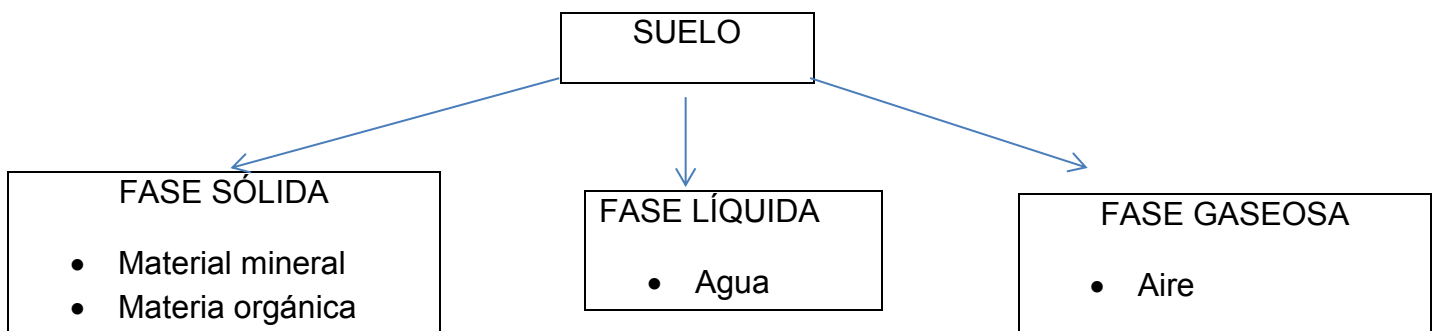 SUELO
FASE SÓLIDA
• Material mineral
• Materia orgánica
FASE LÍQUIDA
• Agua
FASE GASEOSA
• Aire